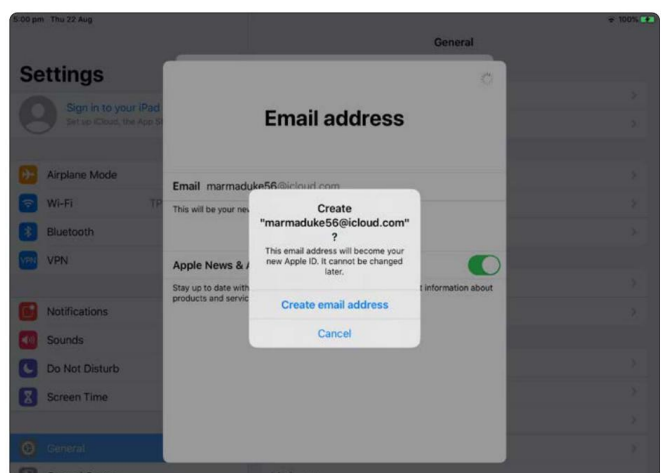 5:00 pm Thu 22 Aug
100%
General
Settings
Sign in to your iPad
Set up iCloud, the App St
Email address
Airplane Mode
Wi-Fi TP
Bluetooth
VPN VPN
Notifications
Sounds
Do Not Disturb
Screen Time
General
Email marmaduke56@icloud.com
This will be your new
Apple News & A
Stay up to date with
t information about
products and servic
Create
"marmaduke56@icloud.com"
?
This email address will become your
new Apple ID. It cannot be changed
later.
Create email address
Cancel